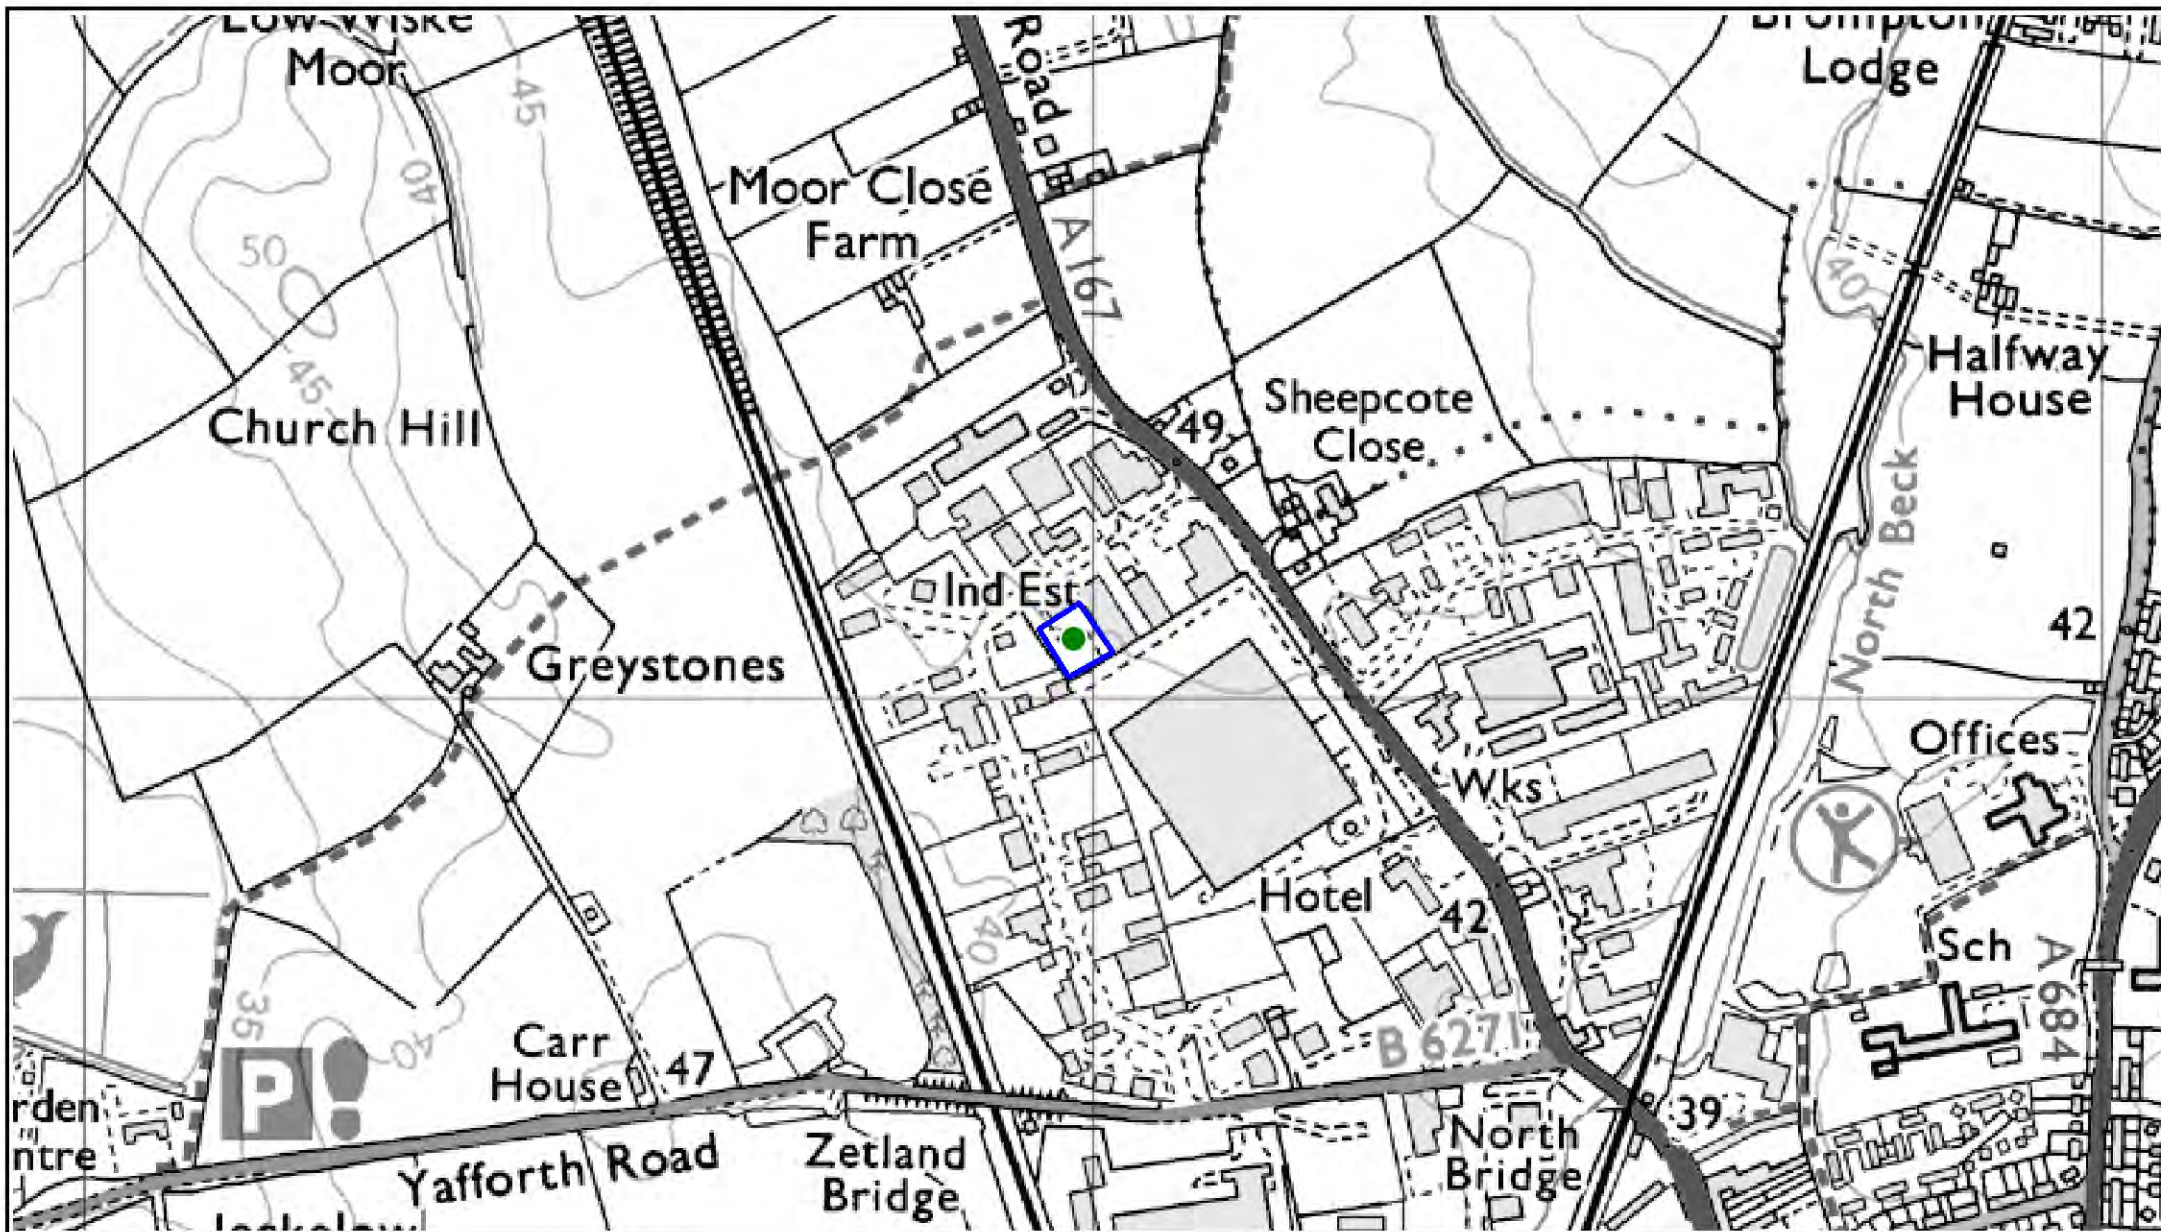 Low Wiske
Moor
45
Road
Brompton
Lodge
40
Moor Close
Farm
50
A 167
40
45
Church Hill
49
Sheepcote
Close
Halfway
House
North Beck
Ind Est
Greystones
42
Offices
Wks
Hotel
42
40
Sch
A 684
35
40
P
Carr
House
47
B 6271
39
North
Bridge
Zetland
Bridge
Yafforth Road
rden
ntre